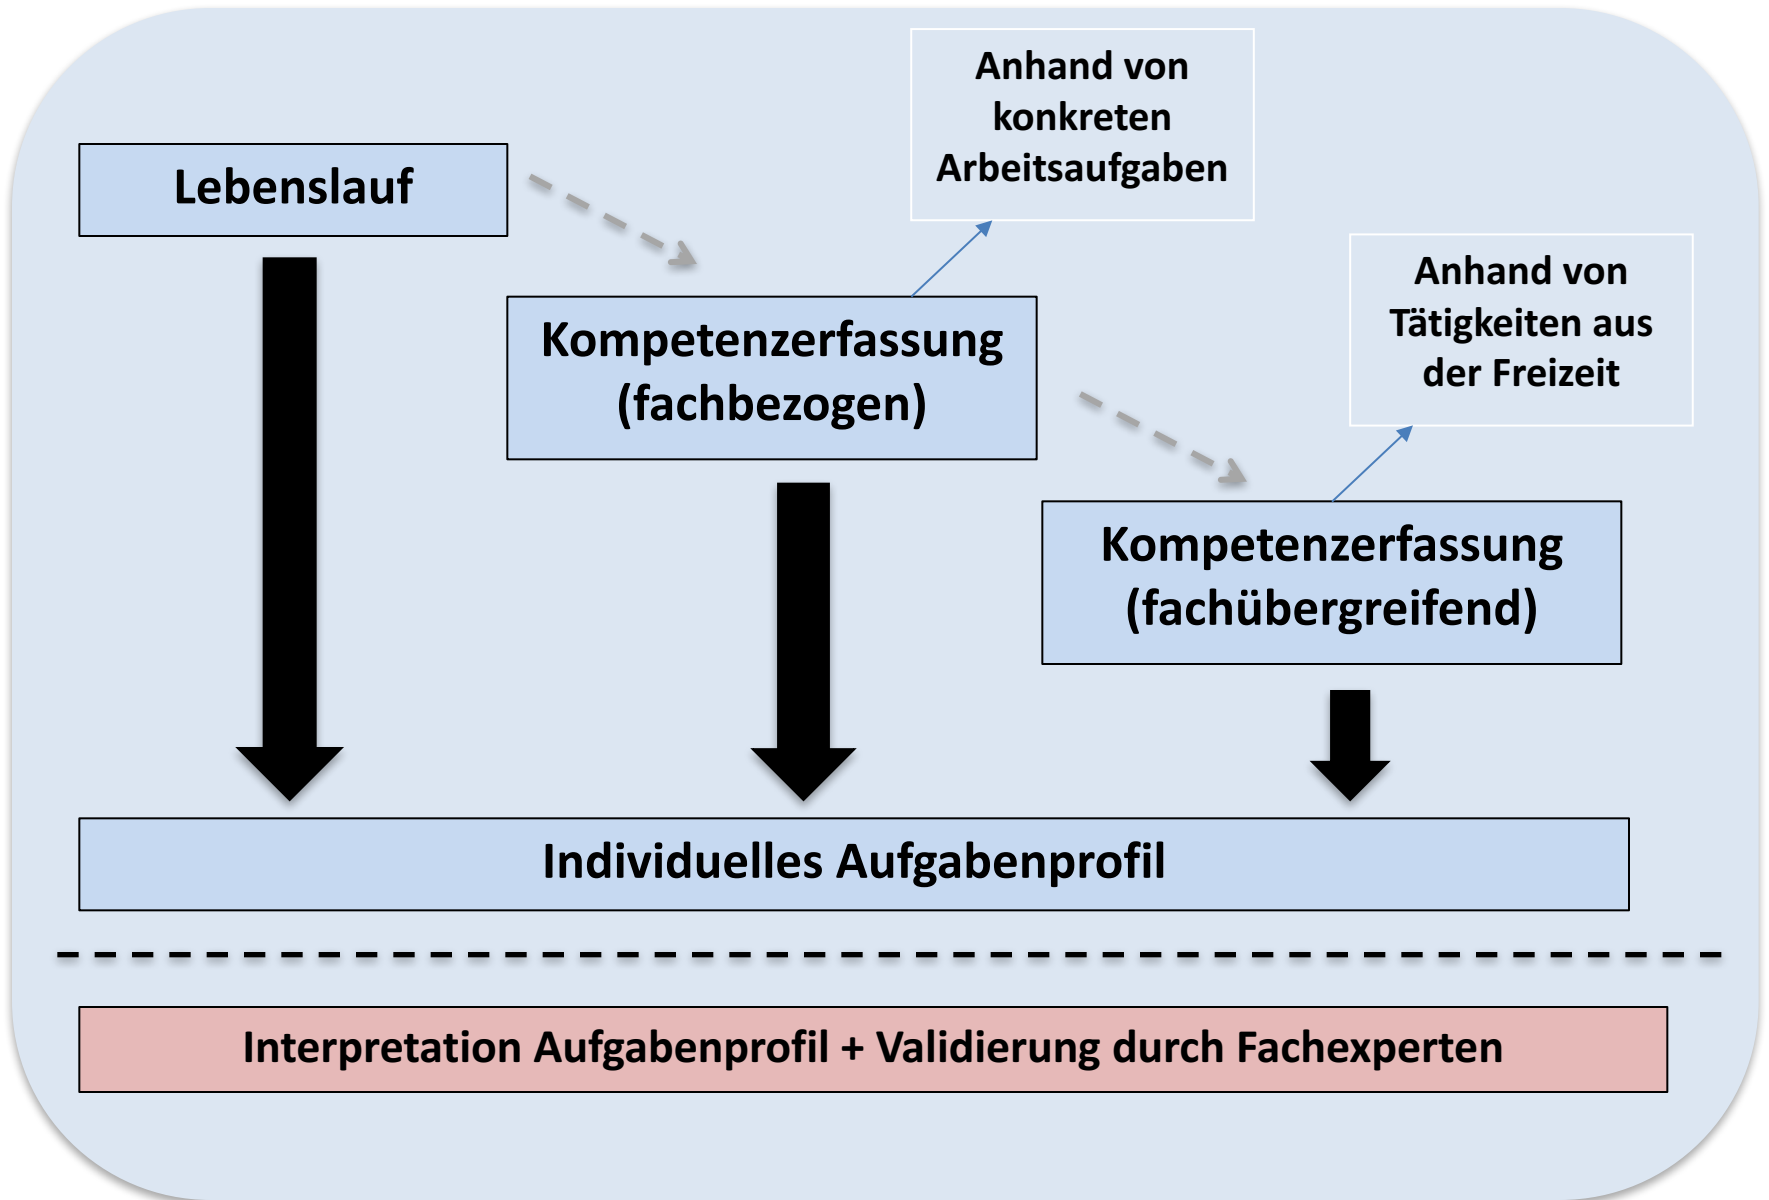 Anhand von
konkreten
Arbeitsaufgaben
Lebenslauf
Anhand von
Tätigkeiten aus
der Freizeit
Kompetenzerfassung
(fachbezogen)
Kompetenzerfassung
(fachübergreifend)
Individuelles Aufgabenprofil
Interpretation Aufgabenprofil + Validierung durch Fachexperten